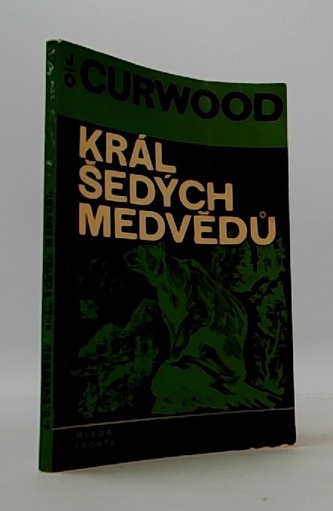 J
O
CURWOOD
KRÁL
ŠEDÝCH
MEDVĚDŮ
MLADÁ
FRONTA